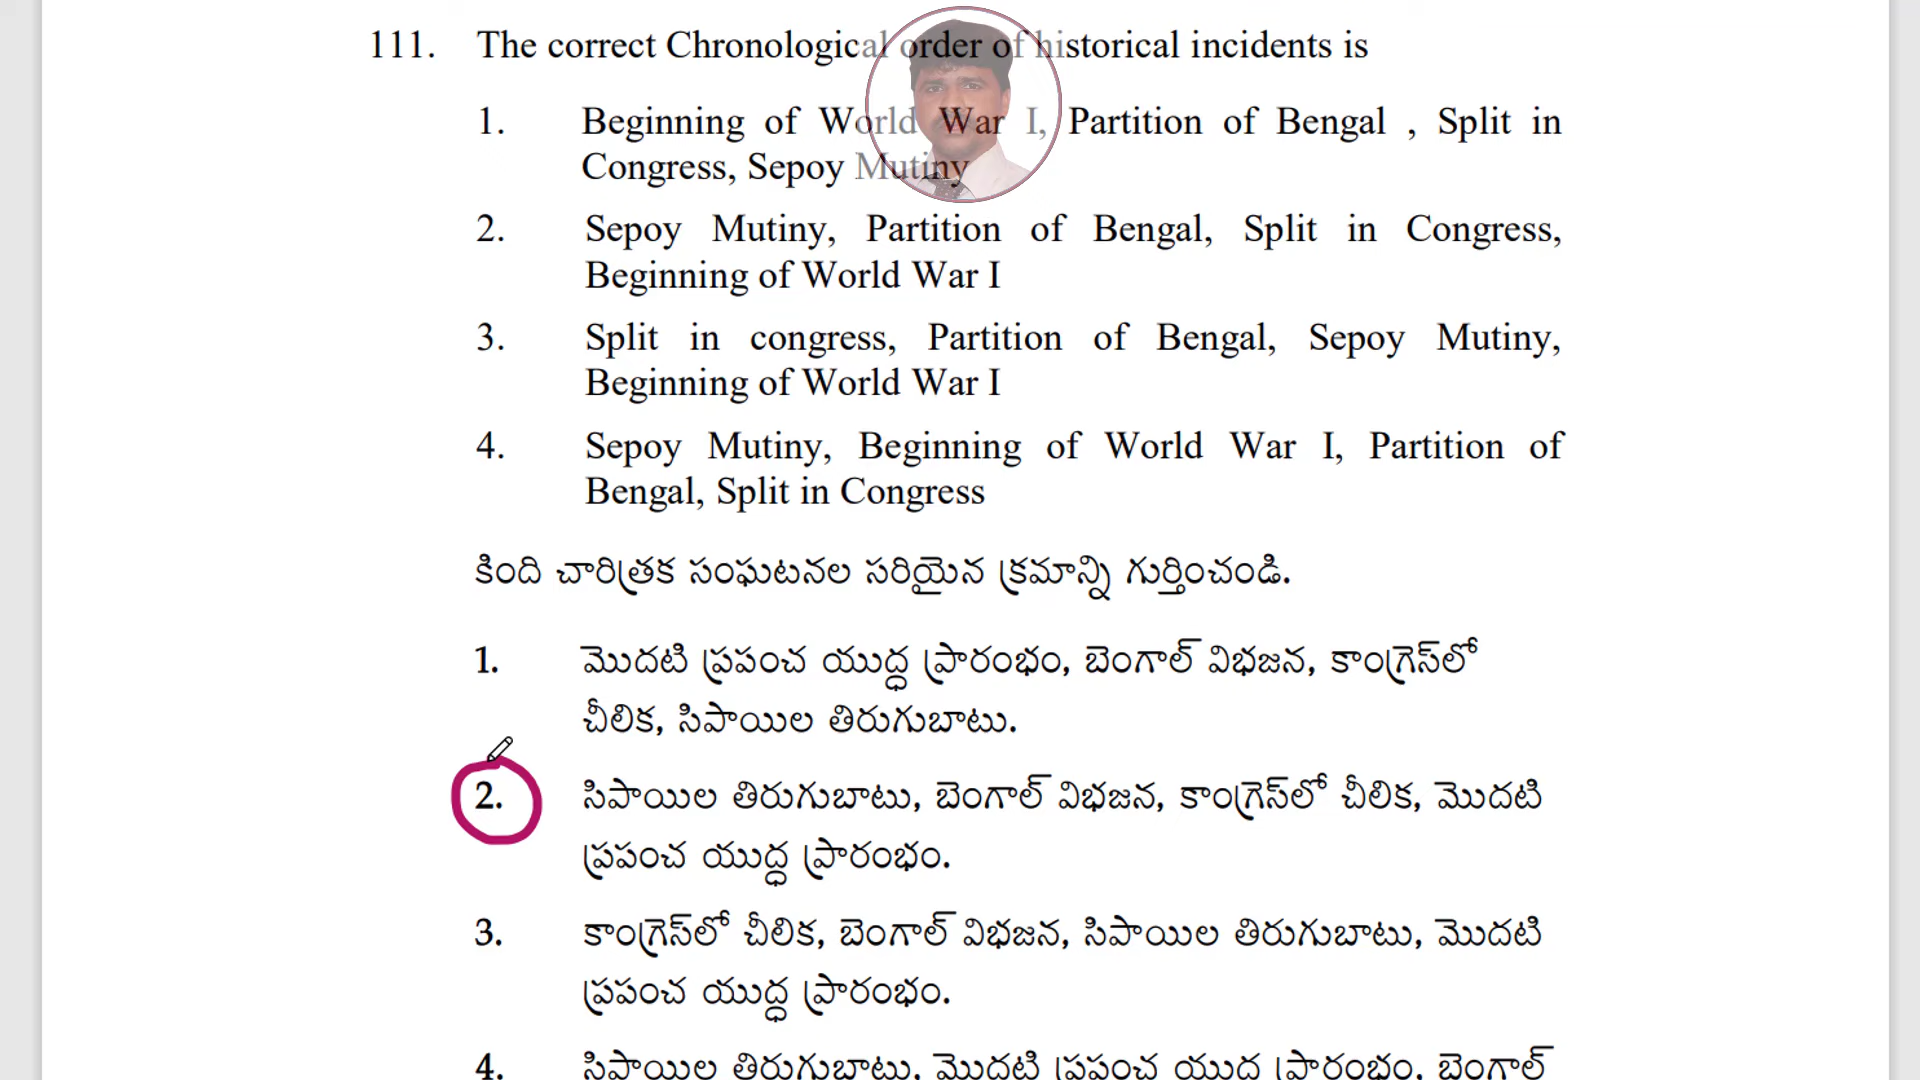 111. The correct Chronological order of historical incidents is
1. Beginning of World War I, Partition of Bengal , Split in
Congress, Sepoy Mutiny
2. Sepoy Mutiny, Partition of Bengal, Split in Congress,
Beginning of World War I
3. Split in congress, Partition of Bengal, Sepoy Mutiny,
Beginning of World War I
4. Sepoy Mutiny, Beginning of World War I, Partition of
Bengal, Split in Congress
కింది చారిత్రక సంఘటనల సరియైన క్రమాన్ని గుర్తించండి.
1. మొదటి ప్రపంచ యుద్ధ ప్రారంభం, బెంగాల్ విభజన, కాంగ్రెస్‌లో
చీలిక, సిపాయిల తిరుగుబాటు.
2. సిపాయిల తిరుగుబాటు, బెంగాల్ విభజన, కాంగ్రెస్‌లో చీలిక, మొదటి
ప్రపంచ యుద్ధ ప్రారంభం.
3. కాంగ్రెస్‌లో చీలిక, బెంగాల్ విభజన, సిపాయిల తిరుగుబాటు, మొదటి
ప్రపంచ యుద్ధ ప్రారంభం.
4. సిపాయిల తిరుగుబాటు, మొదటి ప్రపంచ యుద్ధ ప్రారంభం, బెంగాల్